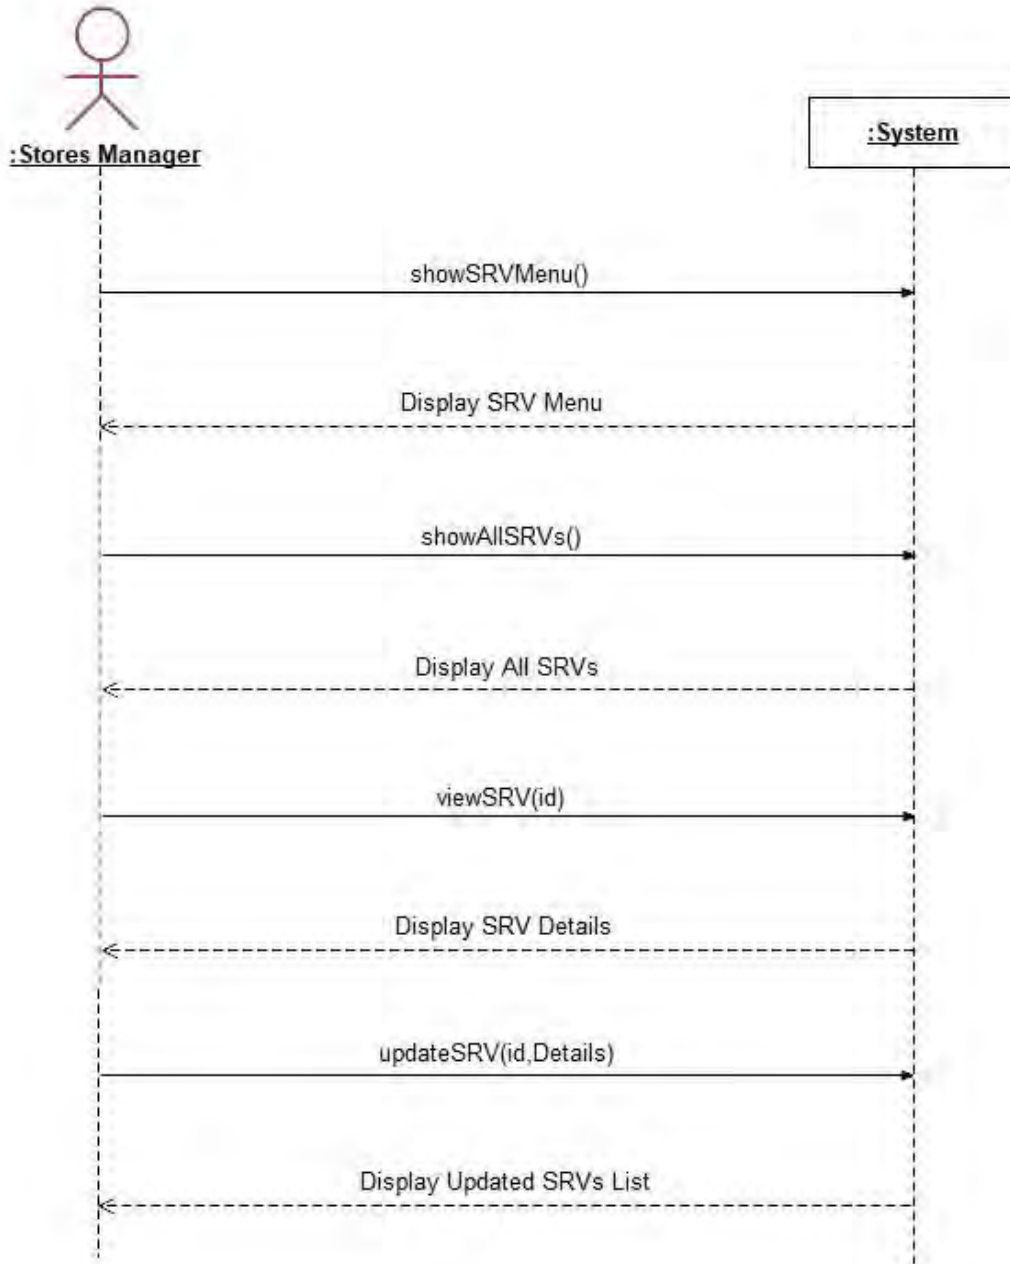 :Stores Manager
:System
showSRVMenu()
Display SRV Menu
showAllSRVs()
Display All SRVs
viewSRV(id)
Display SRV Details
updateSRV(id,Details)
Display Updated SRVs List